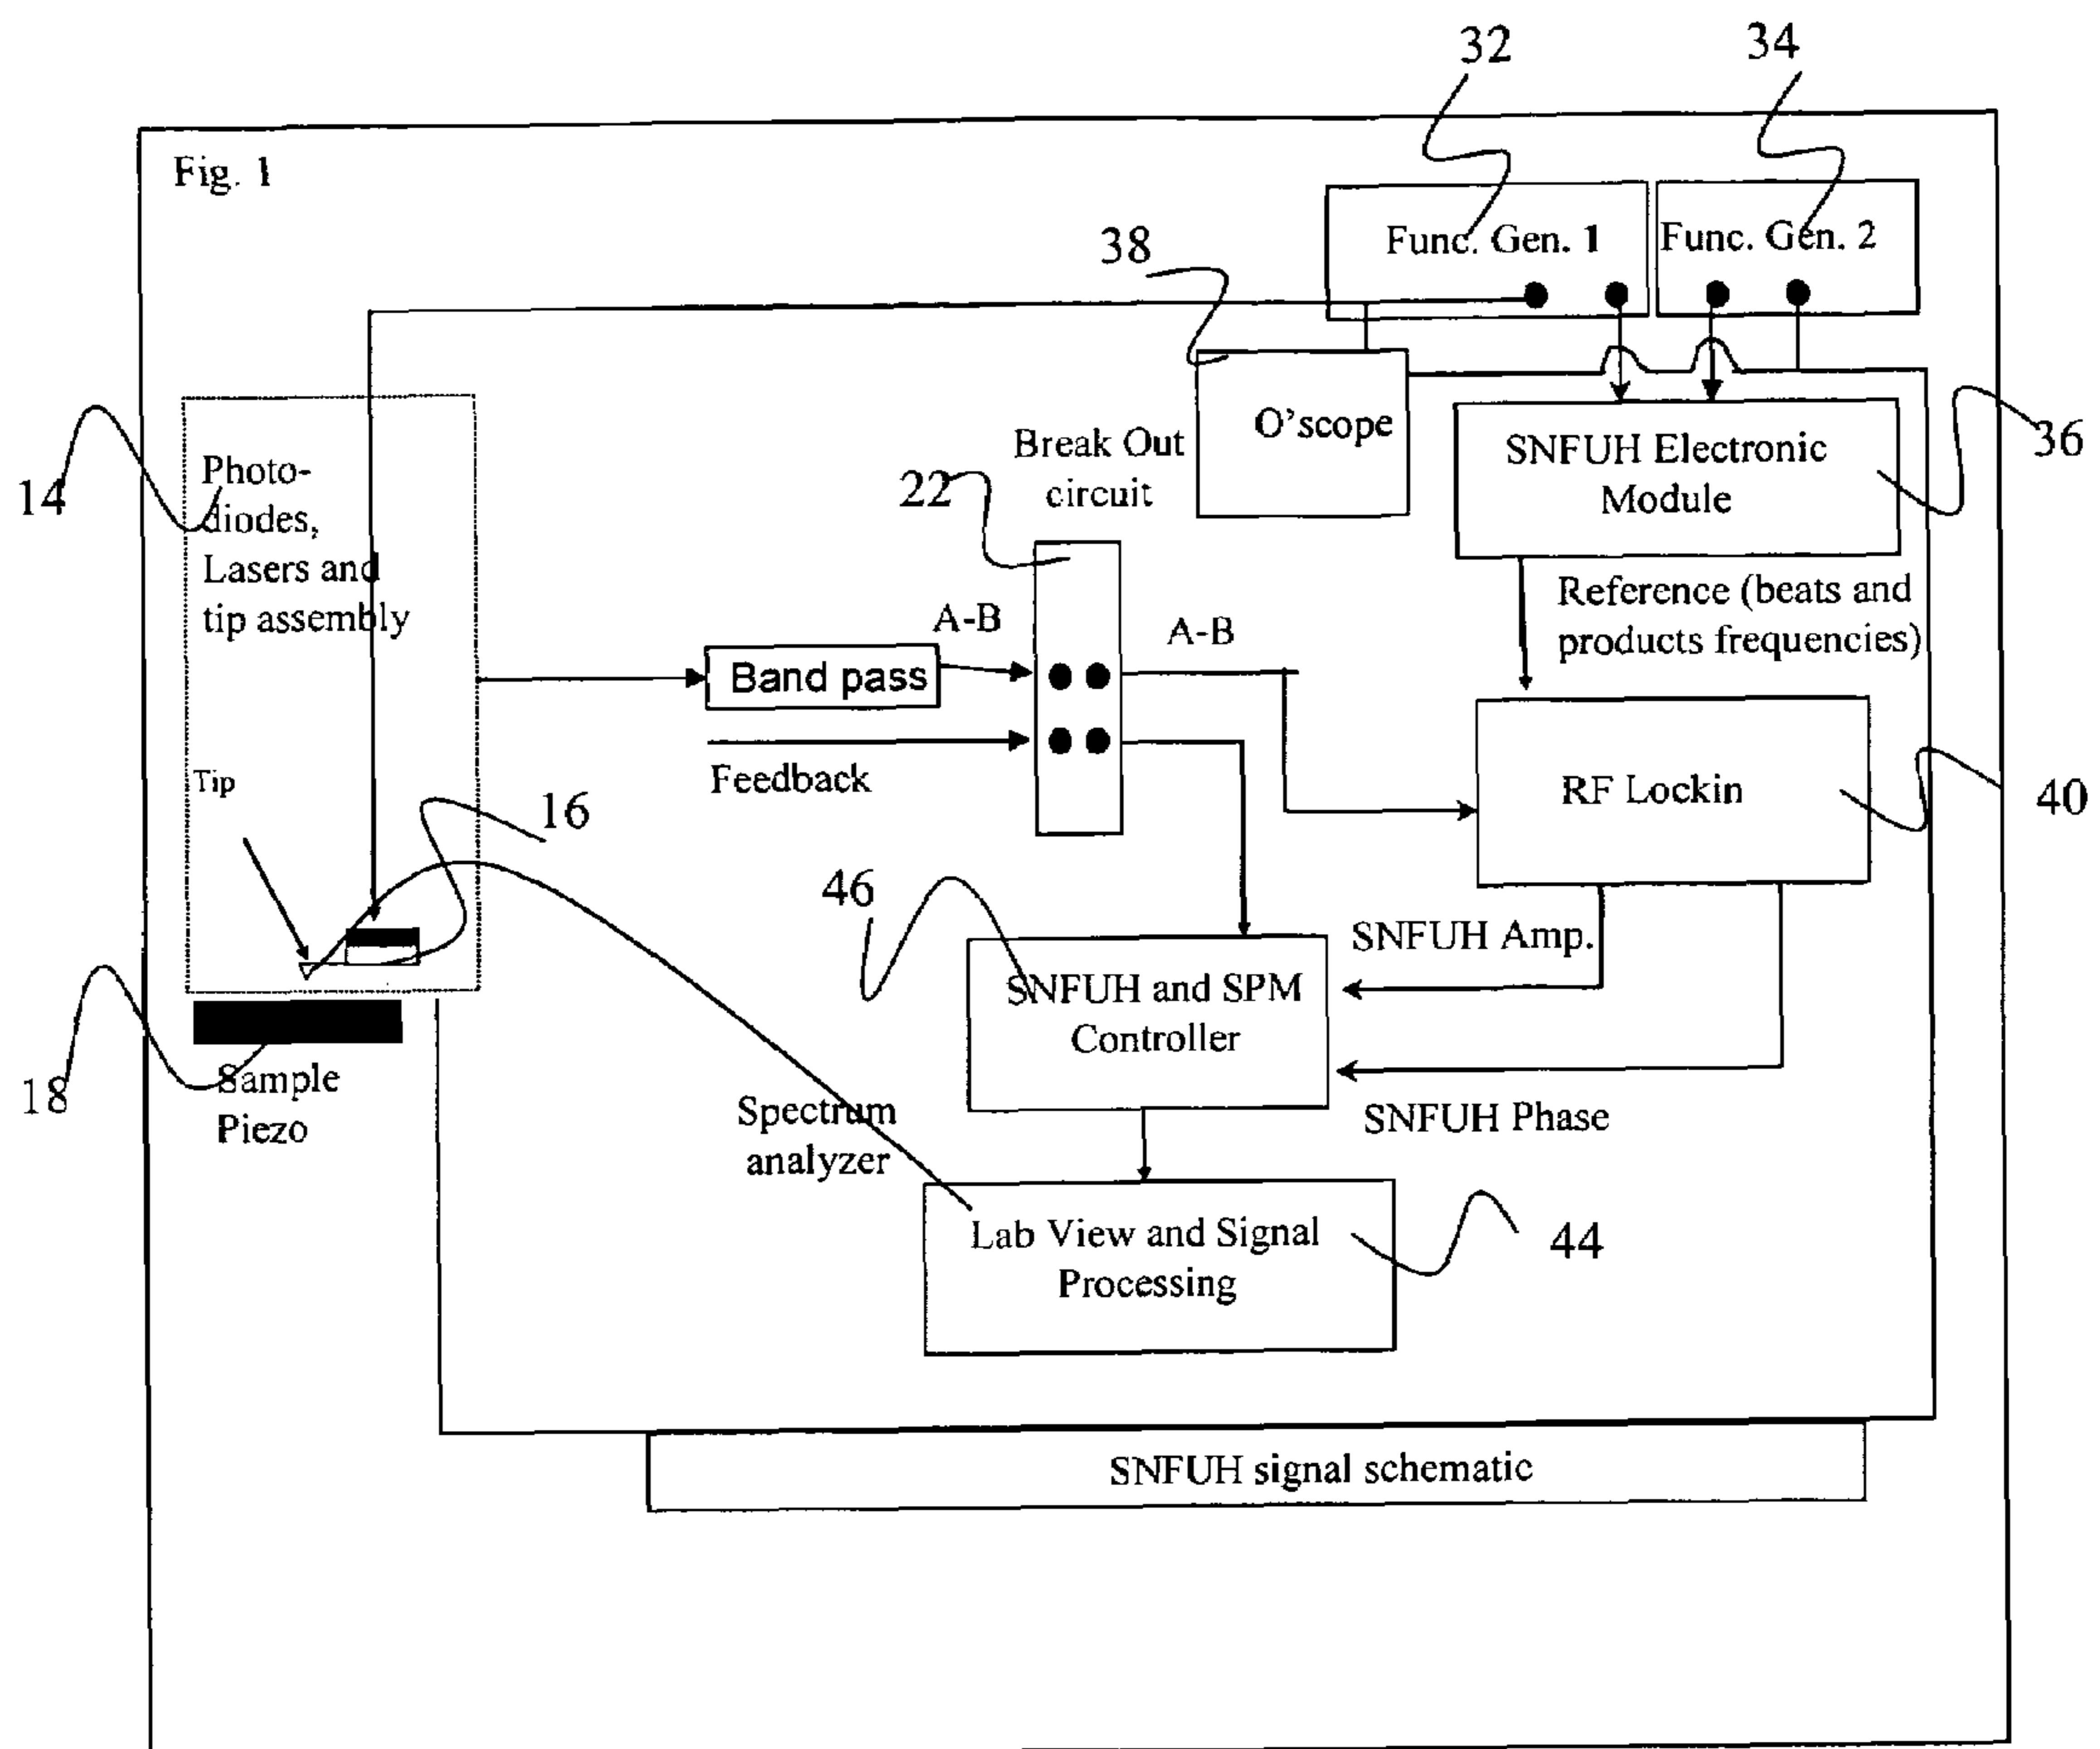 32
34
Fig. 1
Func. Gen. 1
Func. Gen. 2
38
O'scope
Break Out
circuit
22
SNFUH Electronic
Module
36
14
Photo-
diodes,
Lasers and
tip assembly
Reference (beats and
products frequencies)
A-B
A-B
Band pass
Feedback
RF Lockin
40
Tip
16
46
SNFUH Amp.
SNFUH and SPM
Controller
SNFUH Phase
18
Sample
Piezo
Spectrum
analyzer
Lab View and Signal
Processing
44
SNFUH signal schematic